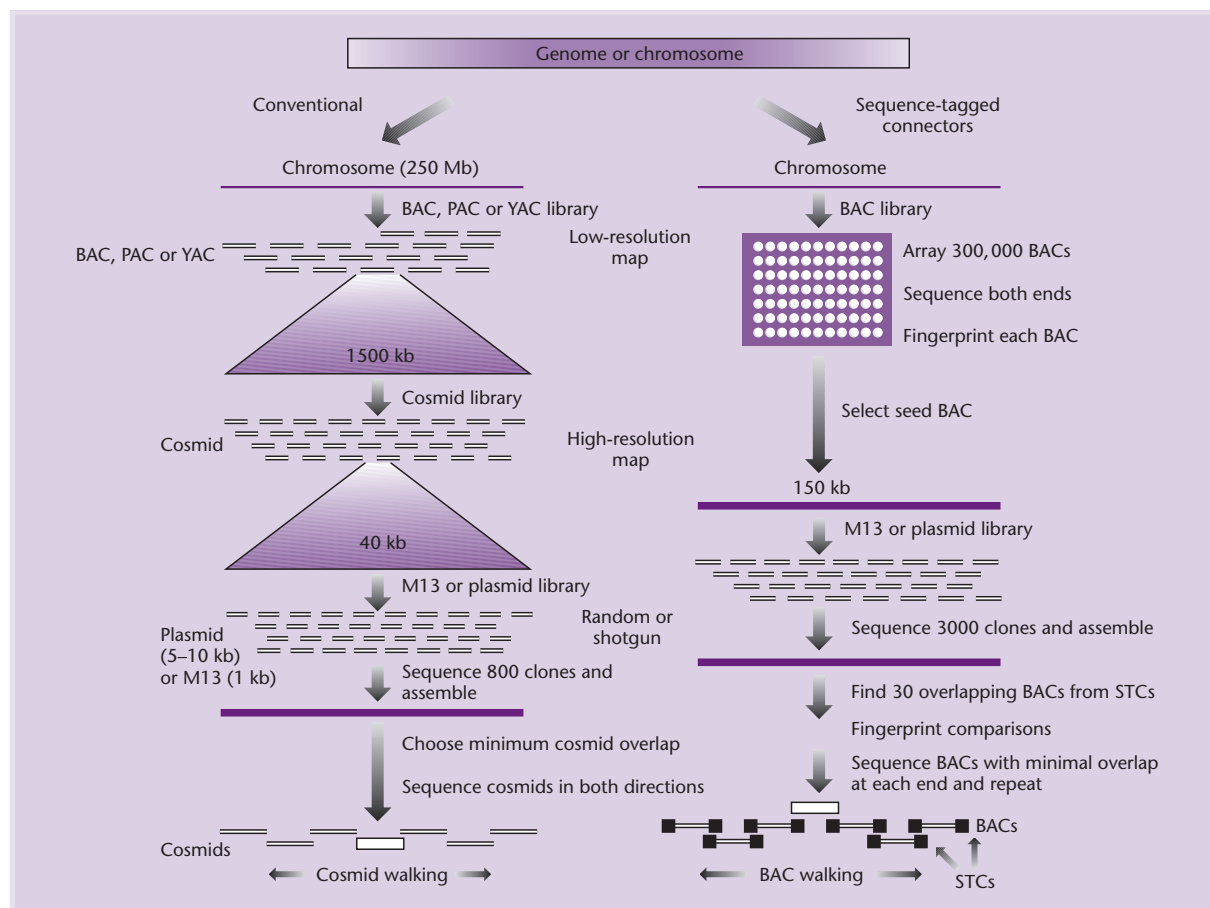 Genome or chromosome
Conventional
Sequence-tagged
connectors
Chromosome (250 Mb)
BAC, PAC or YAC library
BAC, PAC or YAC
1500 kb
Cosmid library
Cosmid
40 kb
M13 or plasmid library
Plasmid
(5–10 kb)
or M13 (1 kb)
Sequence 800 clones and
assemble
Choose minimum cosmid overlap
Sequence cosmids in both directions
Cosmids
Cosmid walking
Low-resolution
map
High-resolution
map
Random or
shotgun
Chromosome
BAC library
Array 300,000 BACs
Sequence both ends
Fingerprint each BAC
Select seed BAC
150 kb
M13 or plasmid library
Sequence 3000 clones and assemble
Find 30 overlapping BACs from STCs
Fingerprint comparisons
Sequence BACs with minimal overlap
at each end and repeat
BACs
BAC walking
STCs